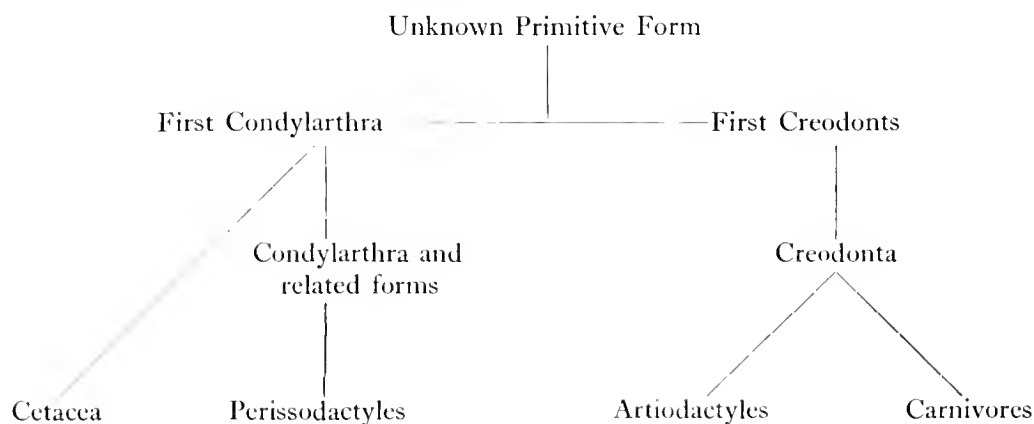 Unknown Primitive Form
First Condylarthra
First Creodonts
Condylarthra and
related forms
Creodonta
Cetacea
Perissodactyles
Artiodactyles
Carnivores